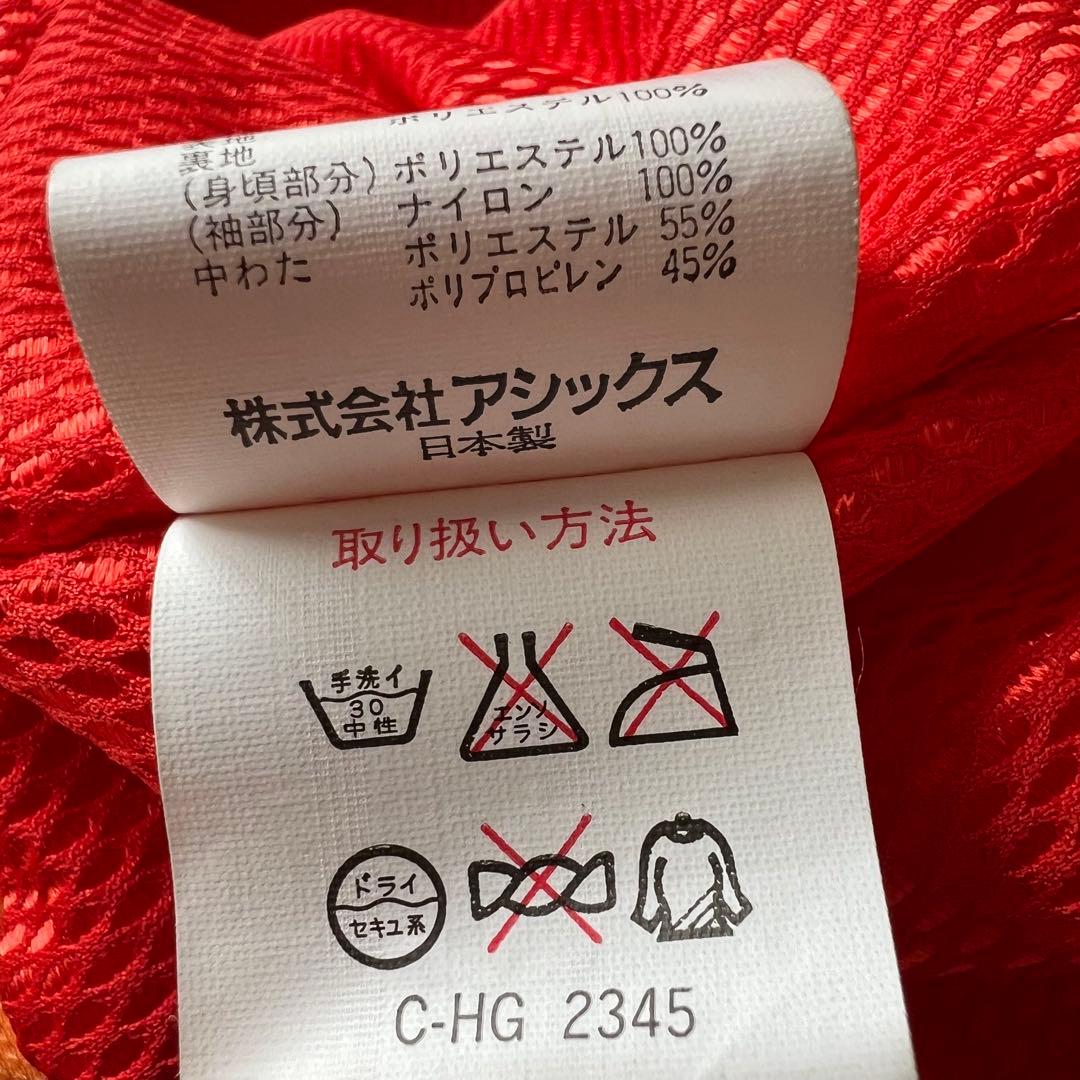 表地 ポリエステル100%
裏地
(身頃部分) ポリエステル100%
(袖部分) ナイロン 100%
中わた ポリエステル 55%
ポリプロピレン 45%
株式会社アシックス
日本製
取り扱い方法
手洗イ
30
中性
エンソ
サラシ
ドライ
セキユ系
C-HG 2345